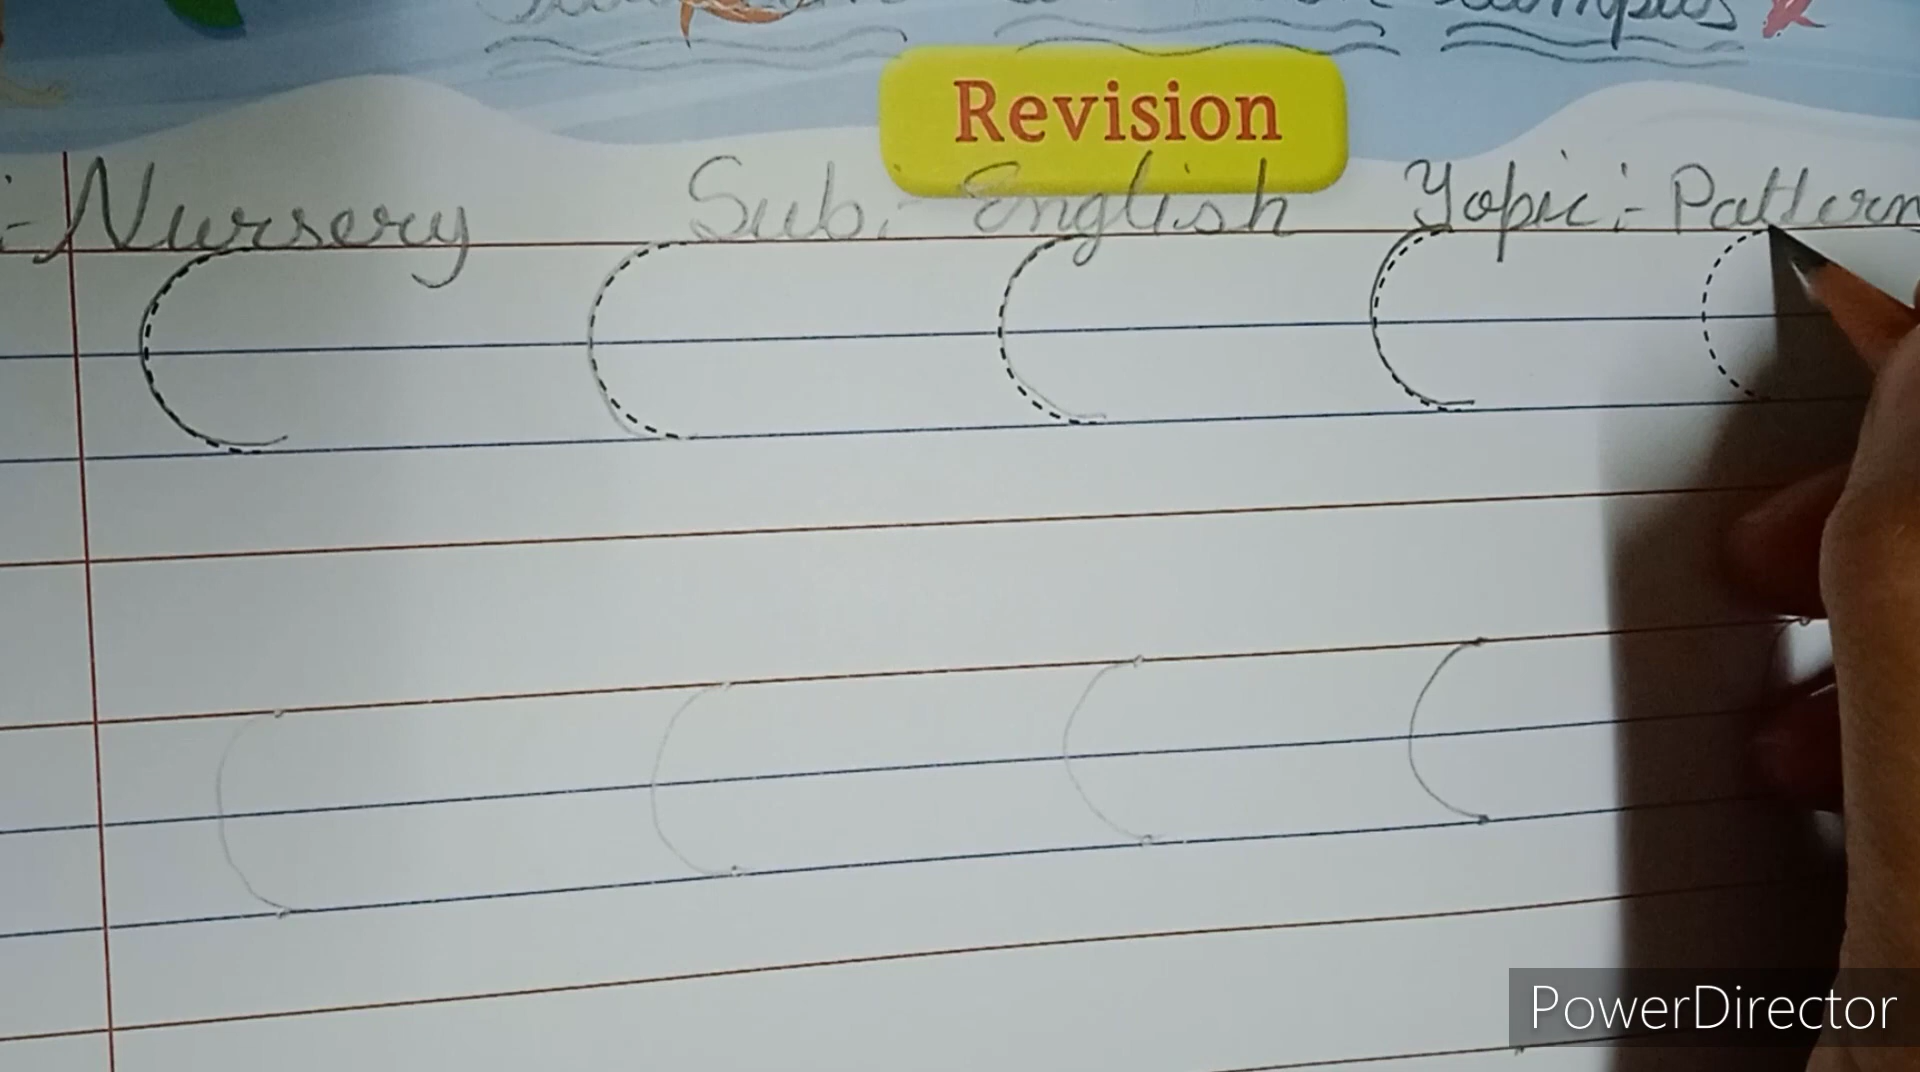 Revision
:- Nursery Sub:- English Topic:- Pattern
PowerDirector